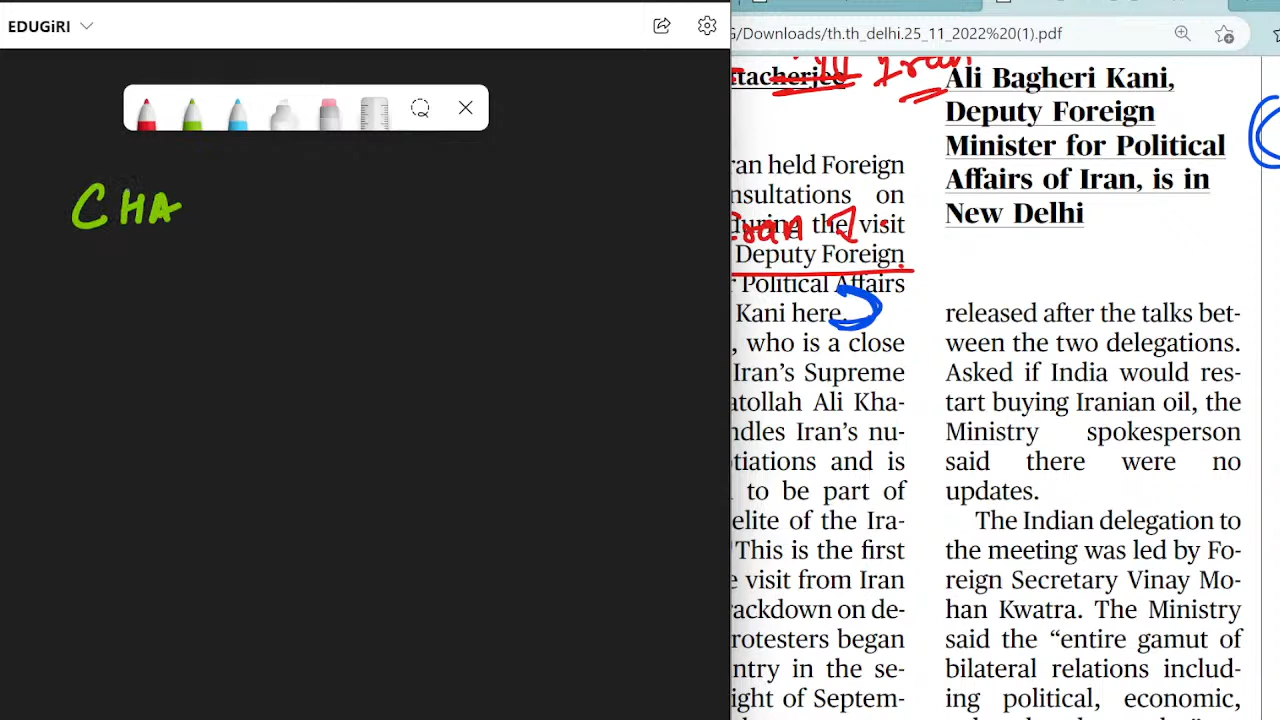 EDUGiRI
CHA
G/Downloads/th.th_delhi.25_11_2022%20(1).pdf
Iran
ttacherjee
ran held Foreign
nsultations on
during the visit
Iran
Deputy Foreign
r Political Affairs
Kani here.
, who is a close
Iran's Supreme
atollah Ali Kha-
ndles Iran's nu-
otiations and is
to be part of
elite of the Ira-
"This is the first
e visit from Iran
rackdown on de-
rotesters began
ntry in the se-
ight of Septem-
Ali Bagheri Kani,
Deputy Foreign
Minister for Political
Affairs of Iran, is in
New Delhi
released after the talks bet-
ween the two delegations.
Asked if India would res-
tart buying Iranian oil, the
Ministry spokesperson
said there were no
updates.
The Indian delegation to
the meeting was led by Fo-
reign Secretary Vinay Mo-
han Kwatra. The Ministry
said the "entire gamut of
bilateral relations includ-
ing political, economic,